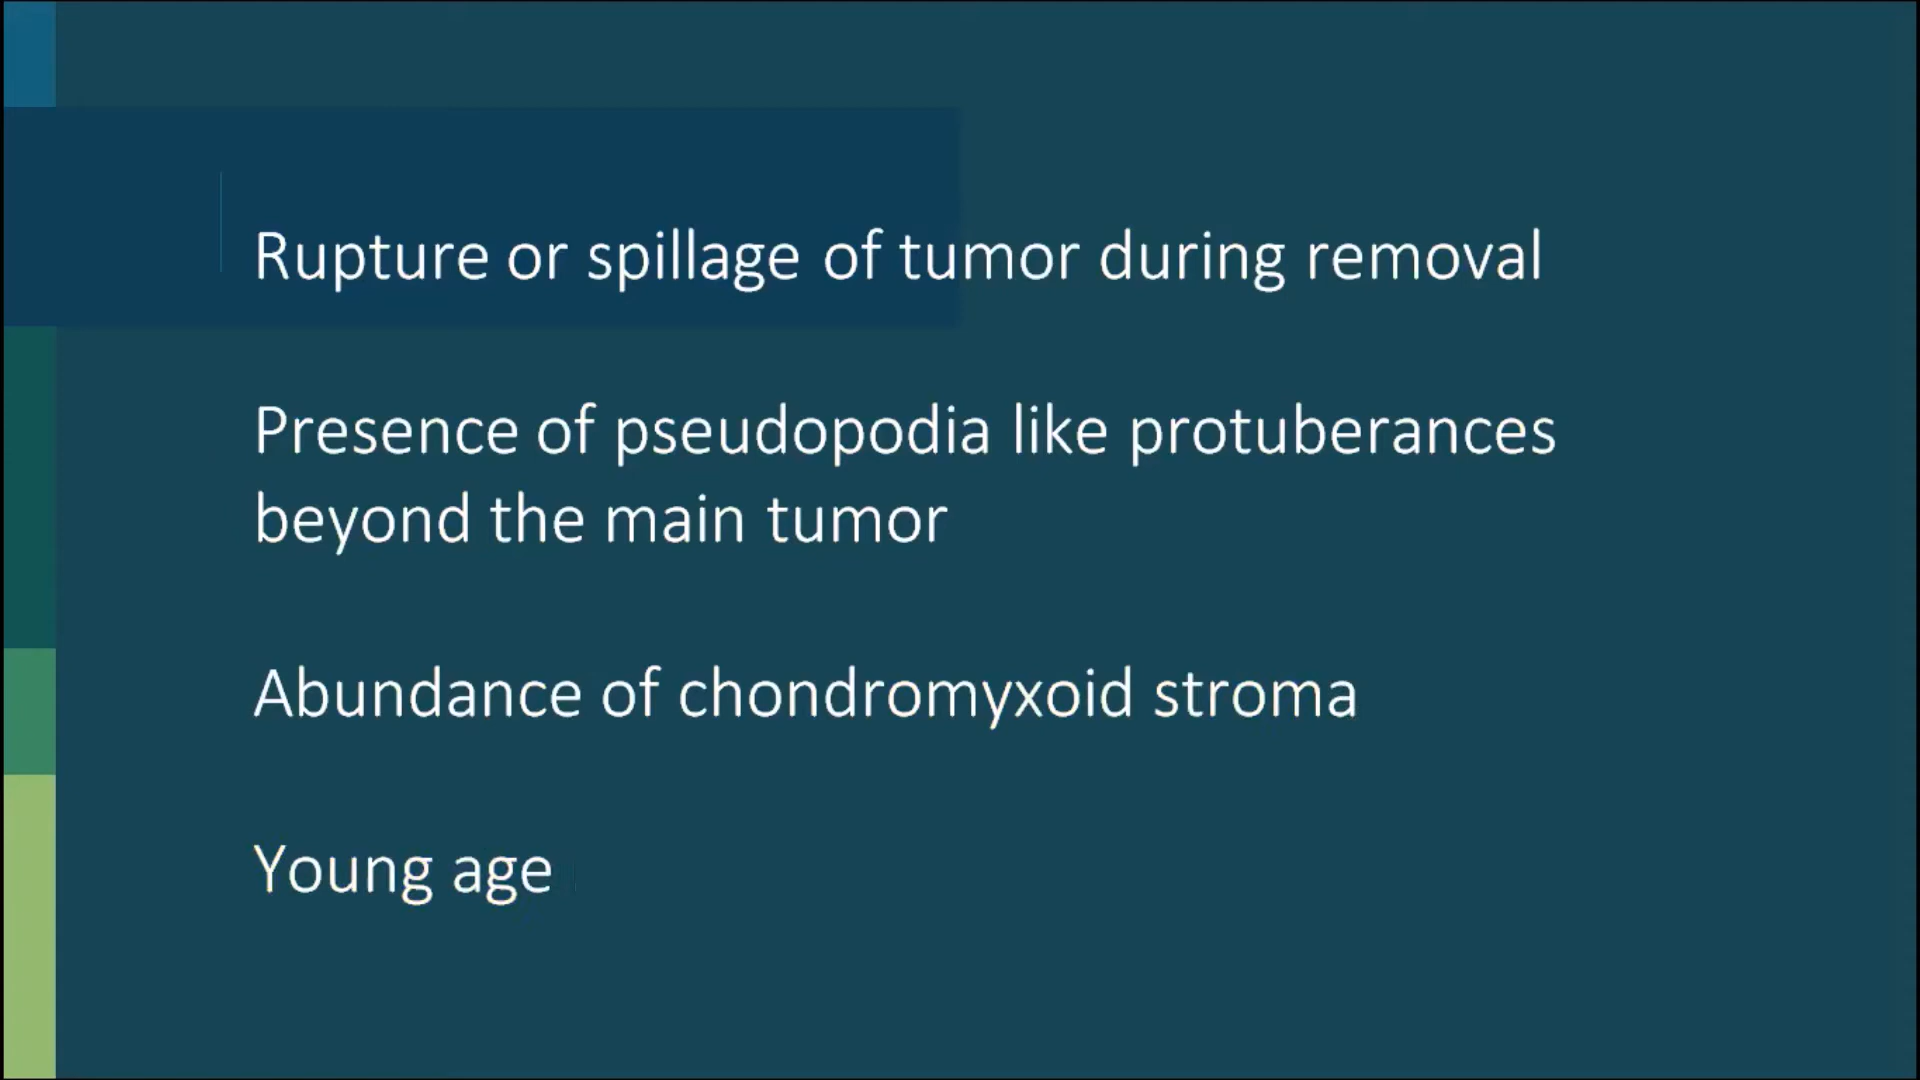 Rupture or spillage of tumor during removal
Presence of pseudopodia like protuberances
beyond the main tumor
Abundance of chondromyxoid stroma
Young age